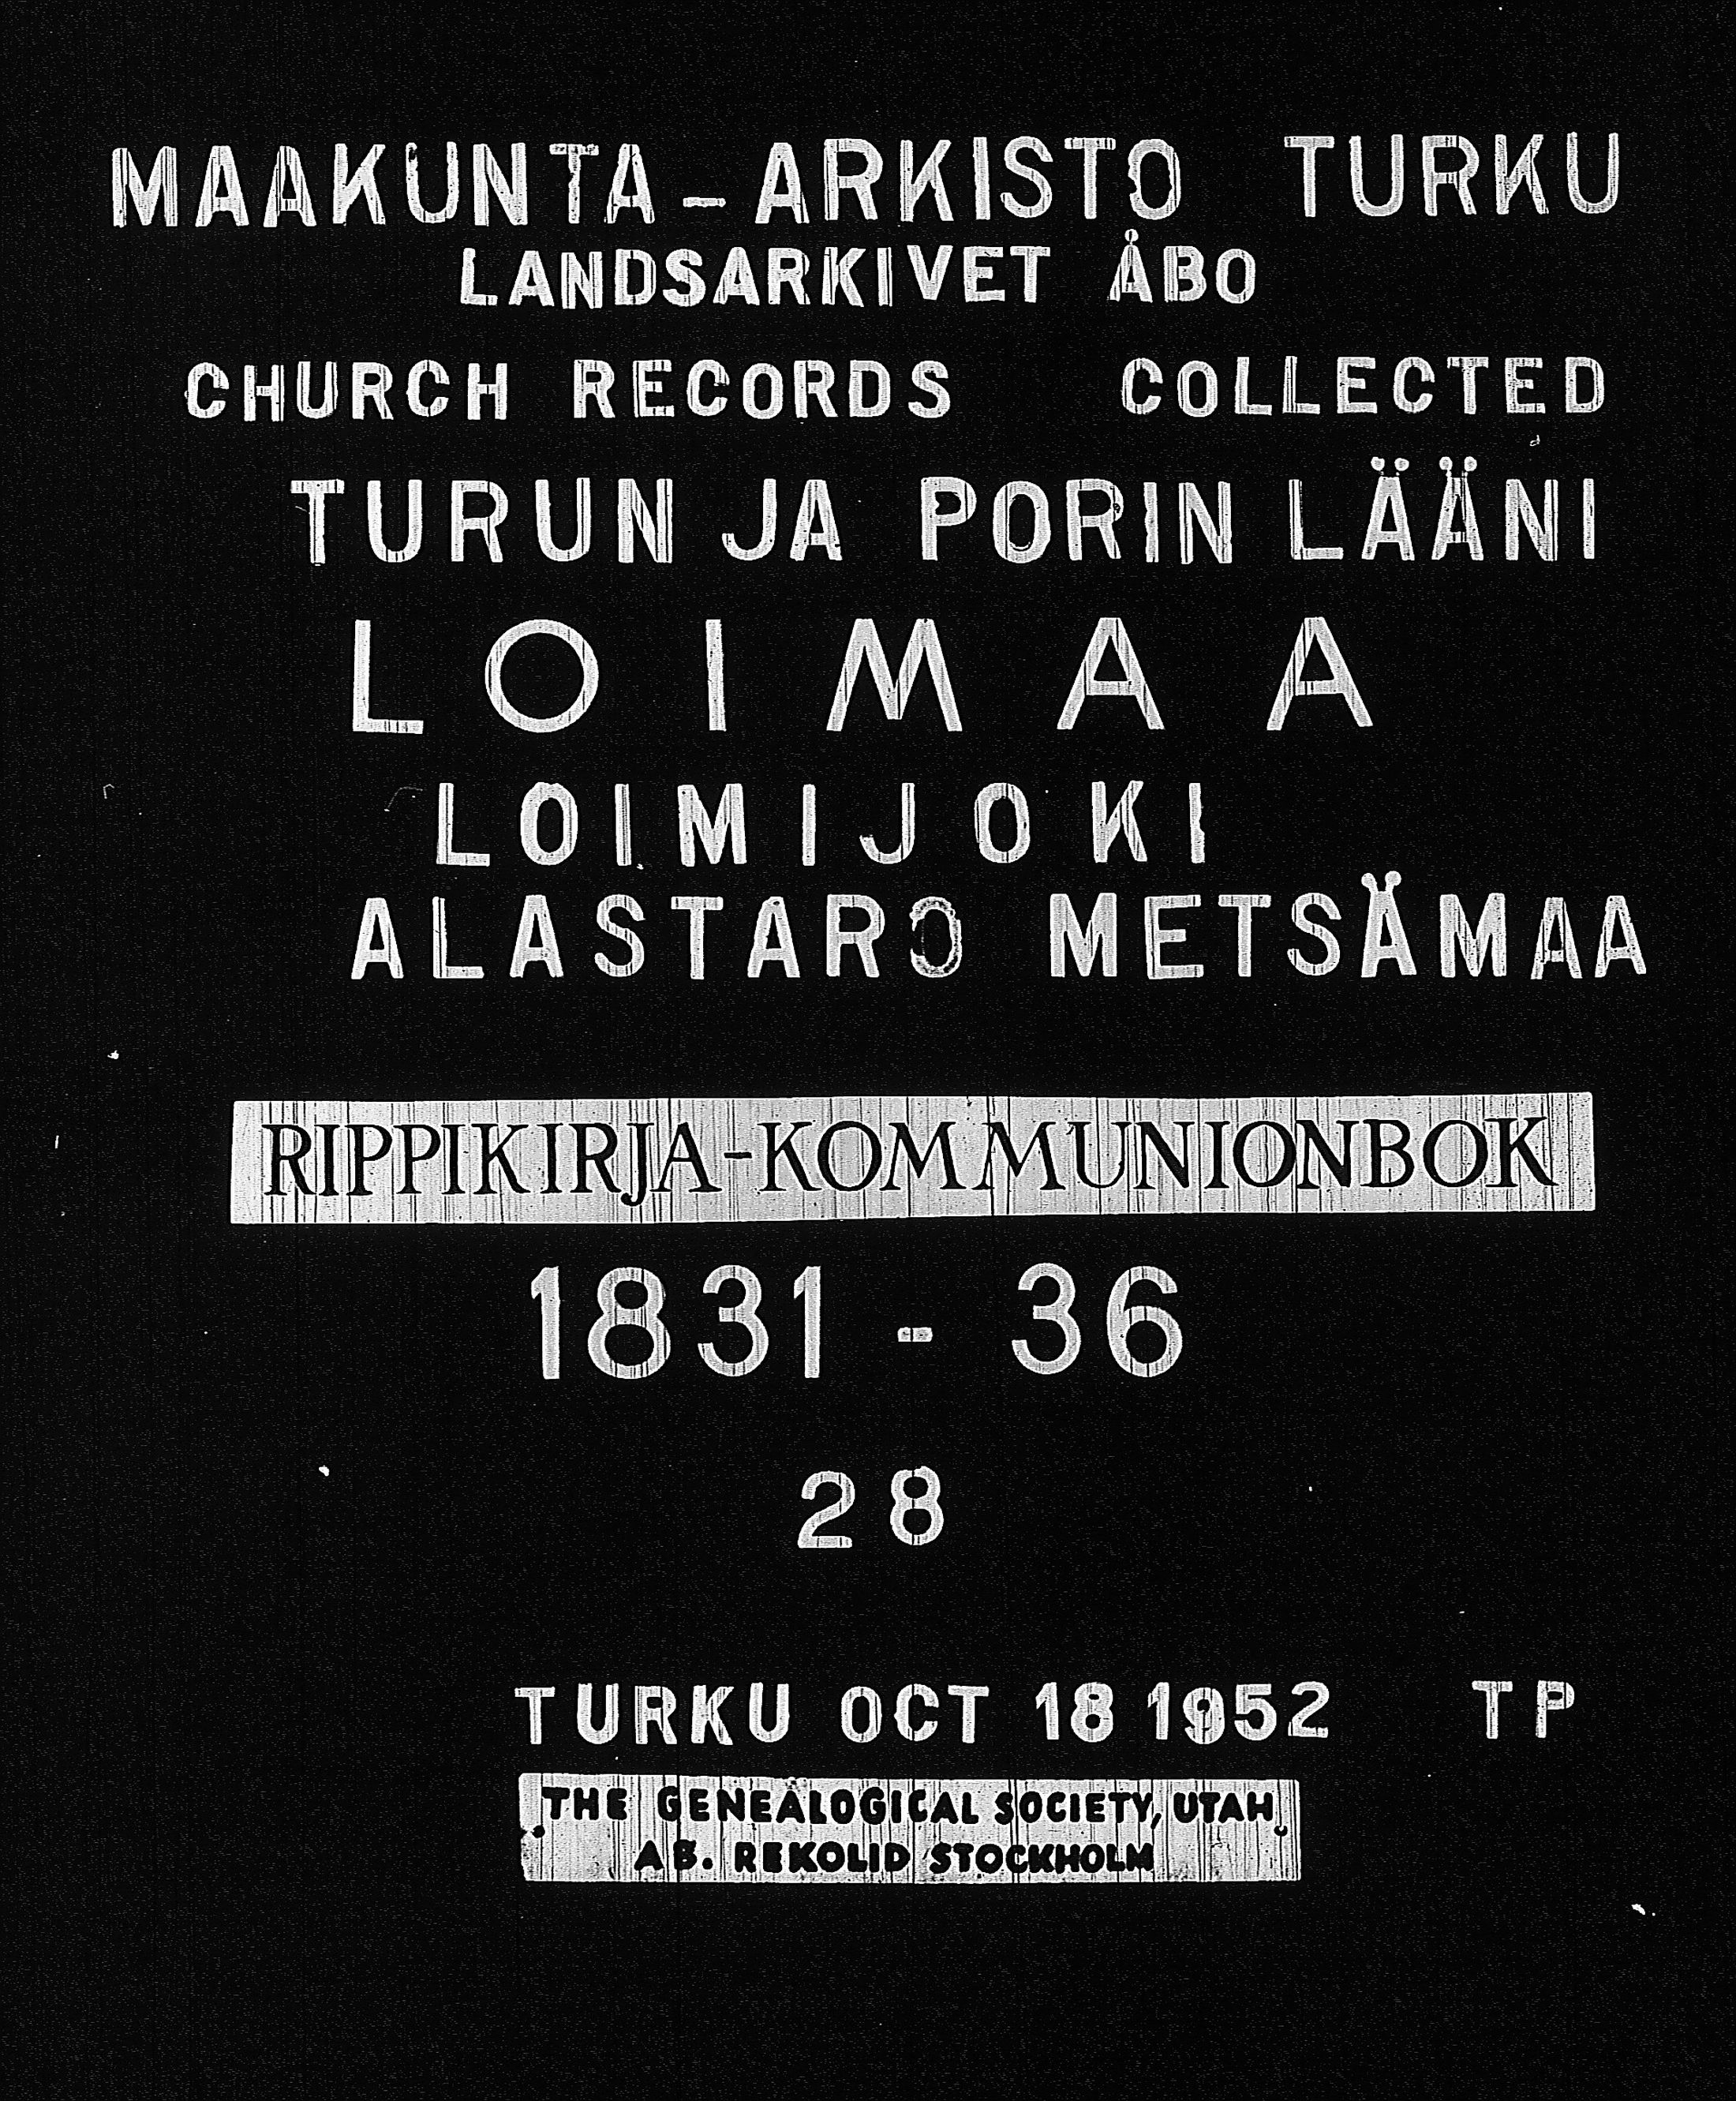 MAAKUNTA-ARKISTO TURKU
LANDSARKIVET ÅBO
CHURCH RECORDS COLLECTED
TURUN JA PORIN LÄÄNI
LOIMAA
LOIMIJOKI
ALASTARO METSÄMAA
RIPPIKIRJA-KOMMUNIONBOK
1831-36
28
TURKU OCT 18 1952 TP
THE GENEALOGICAL SOCIETY, UTAH
AB. REKOLID STOCKHOLM